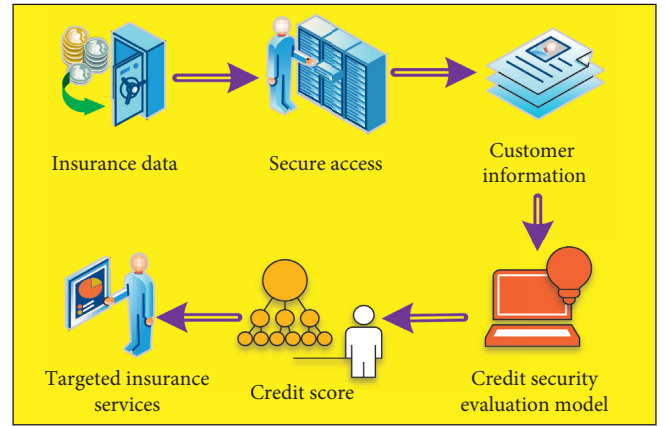 Insurance data
Secure access
Customer
information
Targeted insurance
services
Credit score
Credit security
evaluation model